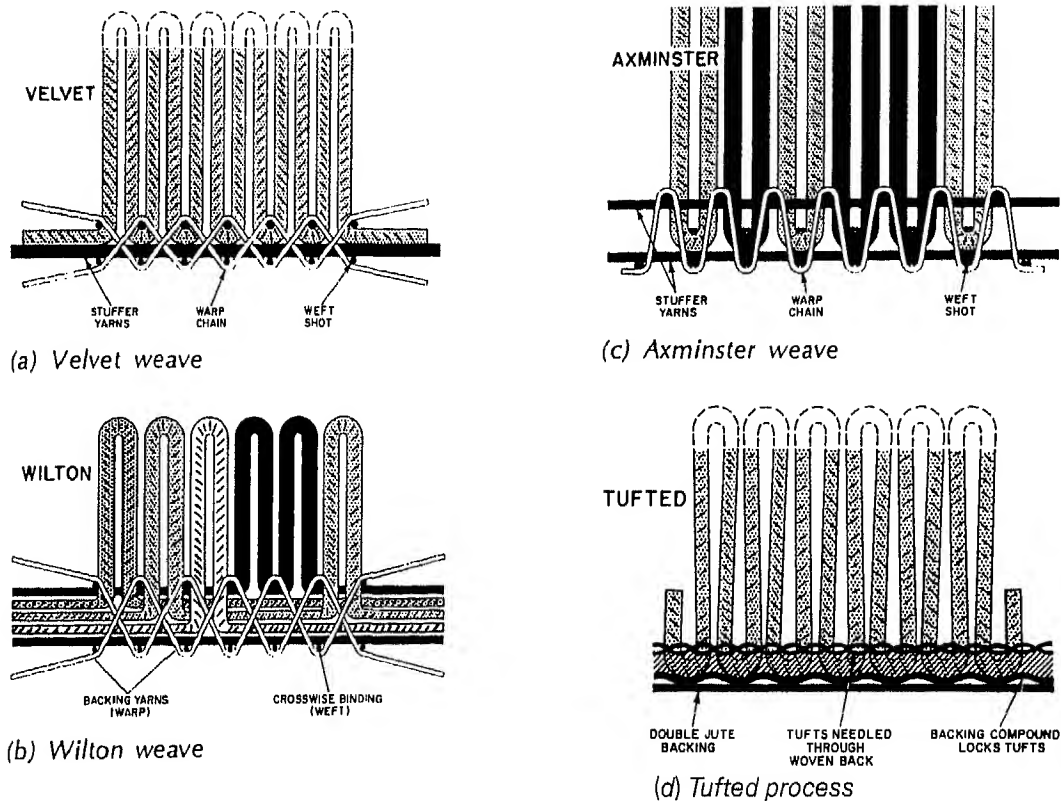 VELVET
STUFFER
YARNS
WARP
CHAIN
WEFT
SHOT
(a) Velvet weave
WILTON
BACKING YARNS
(WARP)
CROSSWISE BINDING
(WEFT)
(b) Wilton weave
AXMINSTER
STUFFER
YARNS
WARP
CHAIN
WEFT
SHOT
(c) Axminster weave
TUFTED
DOUBLE JUTE
BACKING
TUFTS NEEDLED
THROUGH
WOVEN BACK
BACKING COMPOUND
LOCKS TUFTS
(d) Tufted process